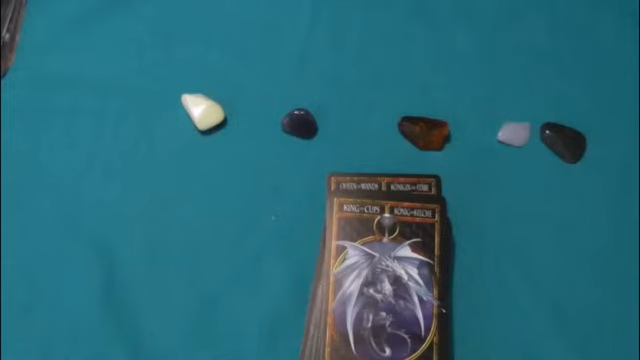 QUEEN OF WANDS KÖNIGIN DER STÄBE
KING OF CUPS KÖNIG DER KELCHE